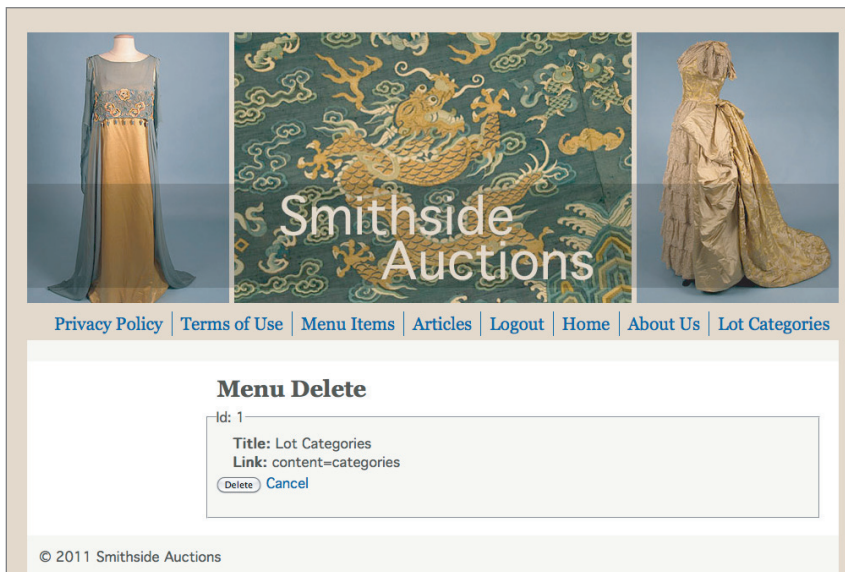 Smithside
Auctions
Privacy Policy | Terms of Use | Menu Items | Articles | Logout | Home | About Us | Lot Categories
Menu Delete
Id: 1
Title: Lot Categories
Link: content=categories
Delete Cancel
© 2011 Smithside Auctions